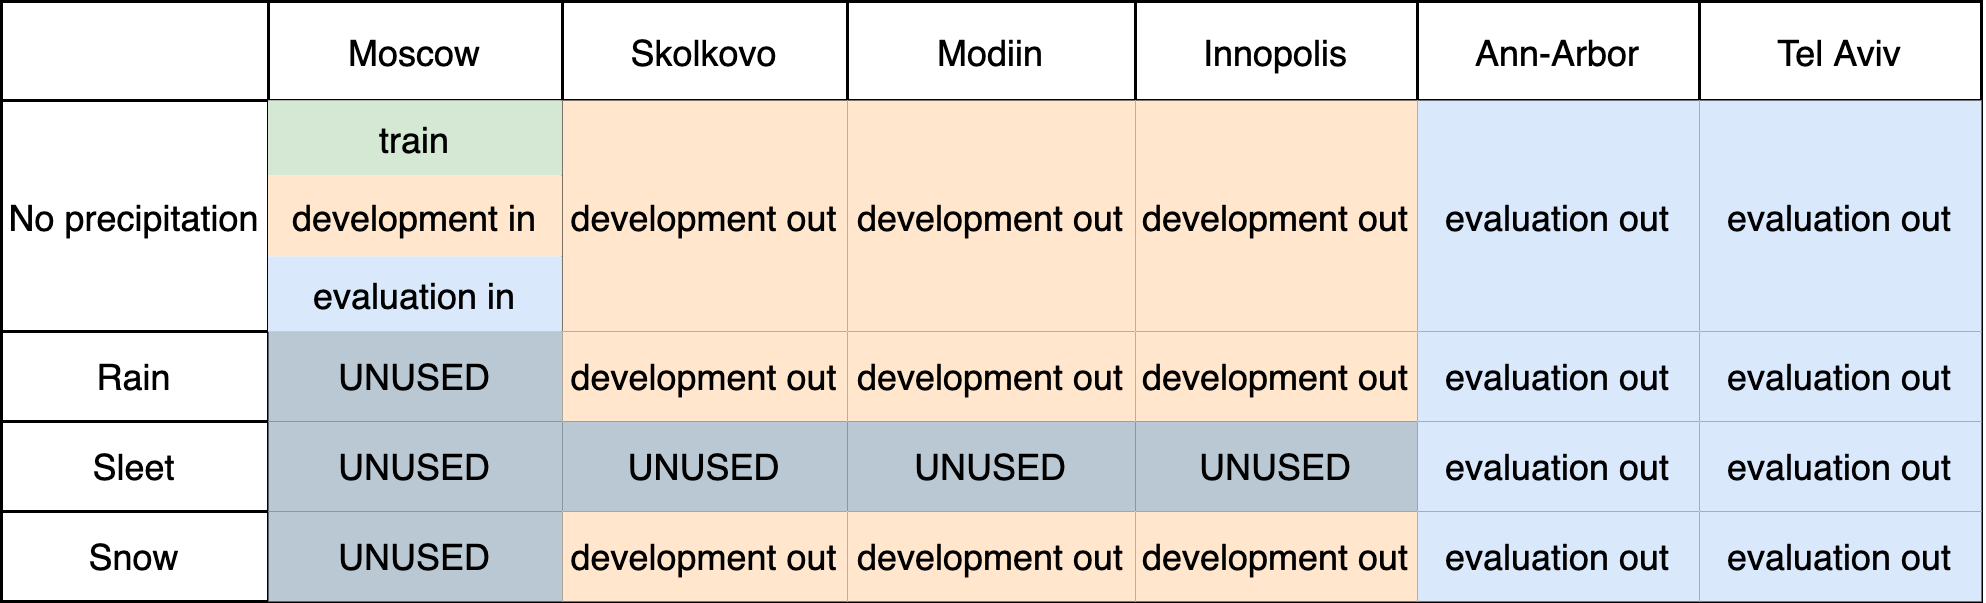 Moscow Skolkovo Modiin Innopolis Ann-Arbor Tel Aviv
train
No precipitation development in development out development out development out evaluation out evaluation out
evaluation in
Rain UNUSED development out development out development out evaluation out evaluation out
Sleet UNUSED UNUSED UNUSED UNUSED evaluation out evaluation out
Snow UNUSED development out development out development out evaluation out evaluation out